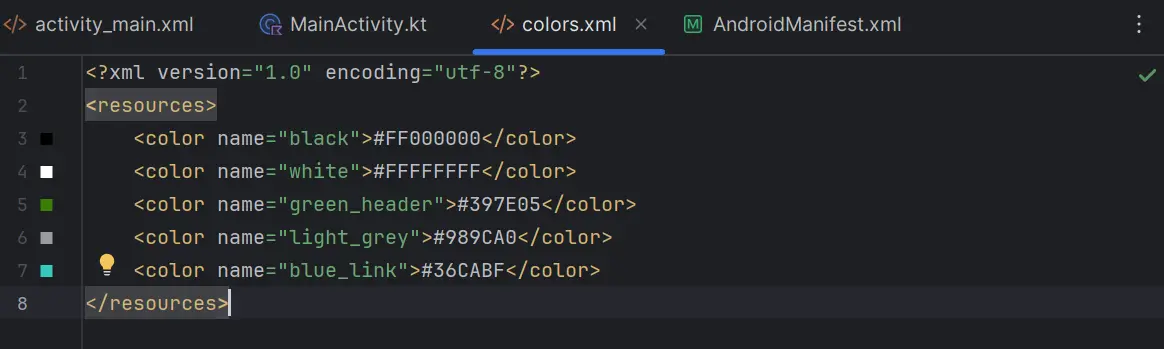 activity_main.xml MainActivity.kt colors.xml AndroidManifest.xml
1 <?xml version="1.0" encoding="utf-8"?>
2 <resources>
3 <color name="black">#FF000000</color>
4 <color name="white">#FFFFFFFF</color>
5 <color name="green_header">#397E05</color>
6 <color name="light_grey">#989CA0</color>
7 <color name="blue_link">#36CABF</color>
8 </resources>